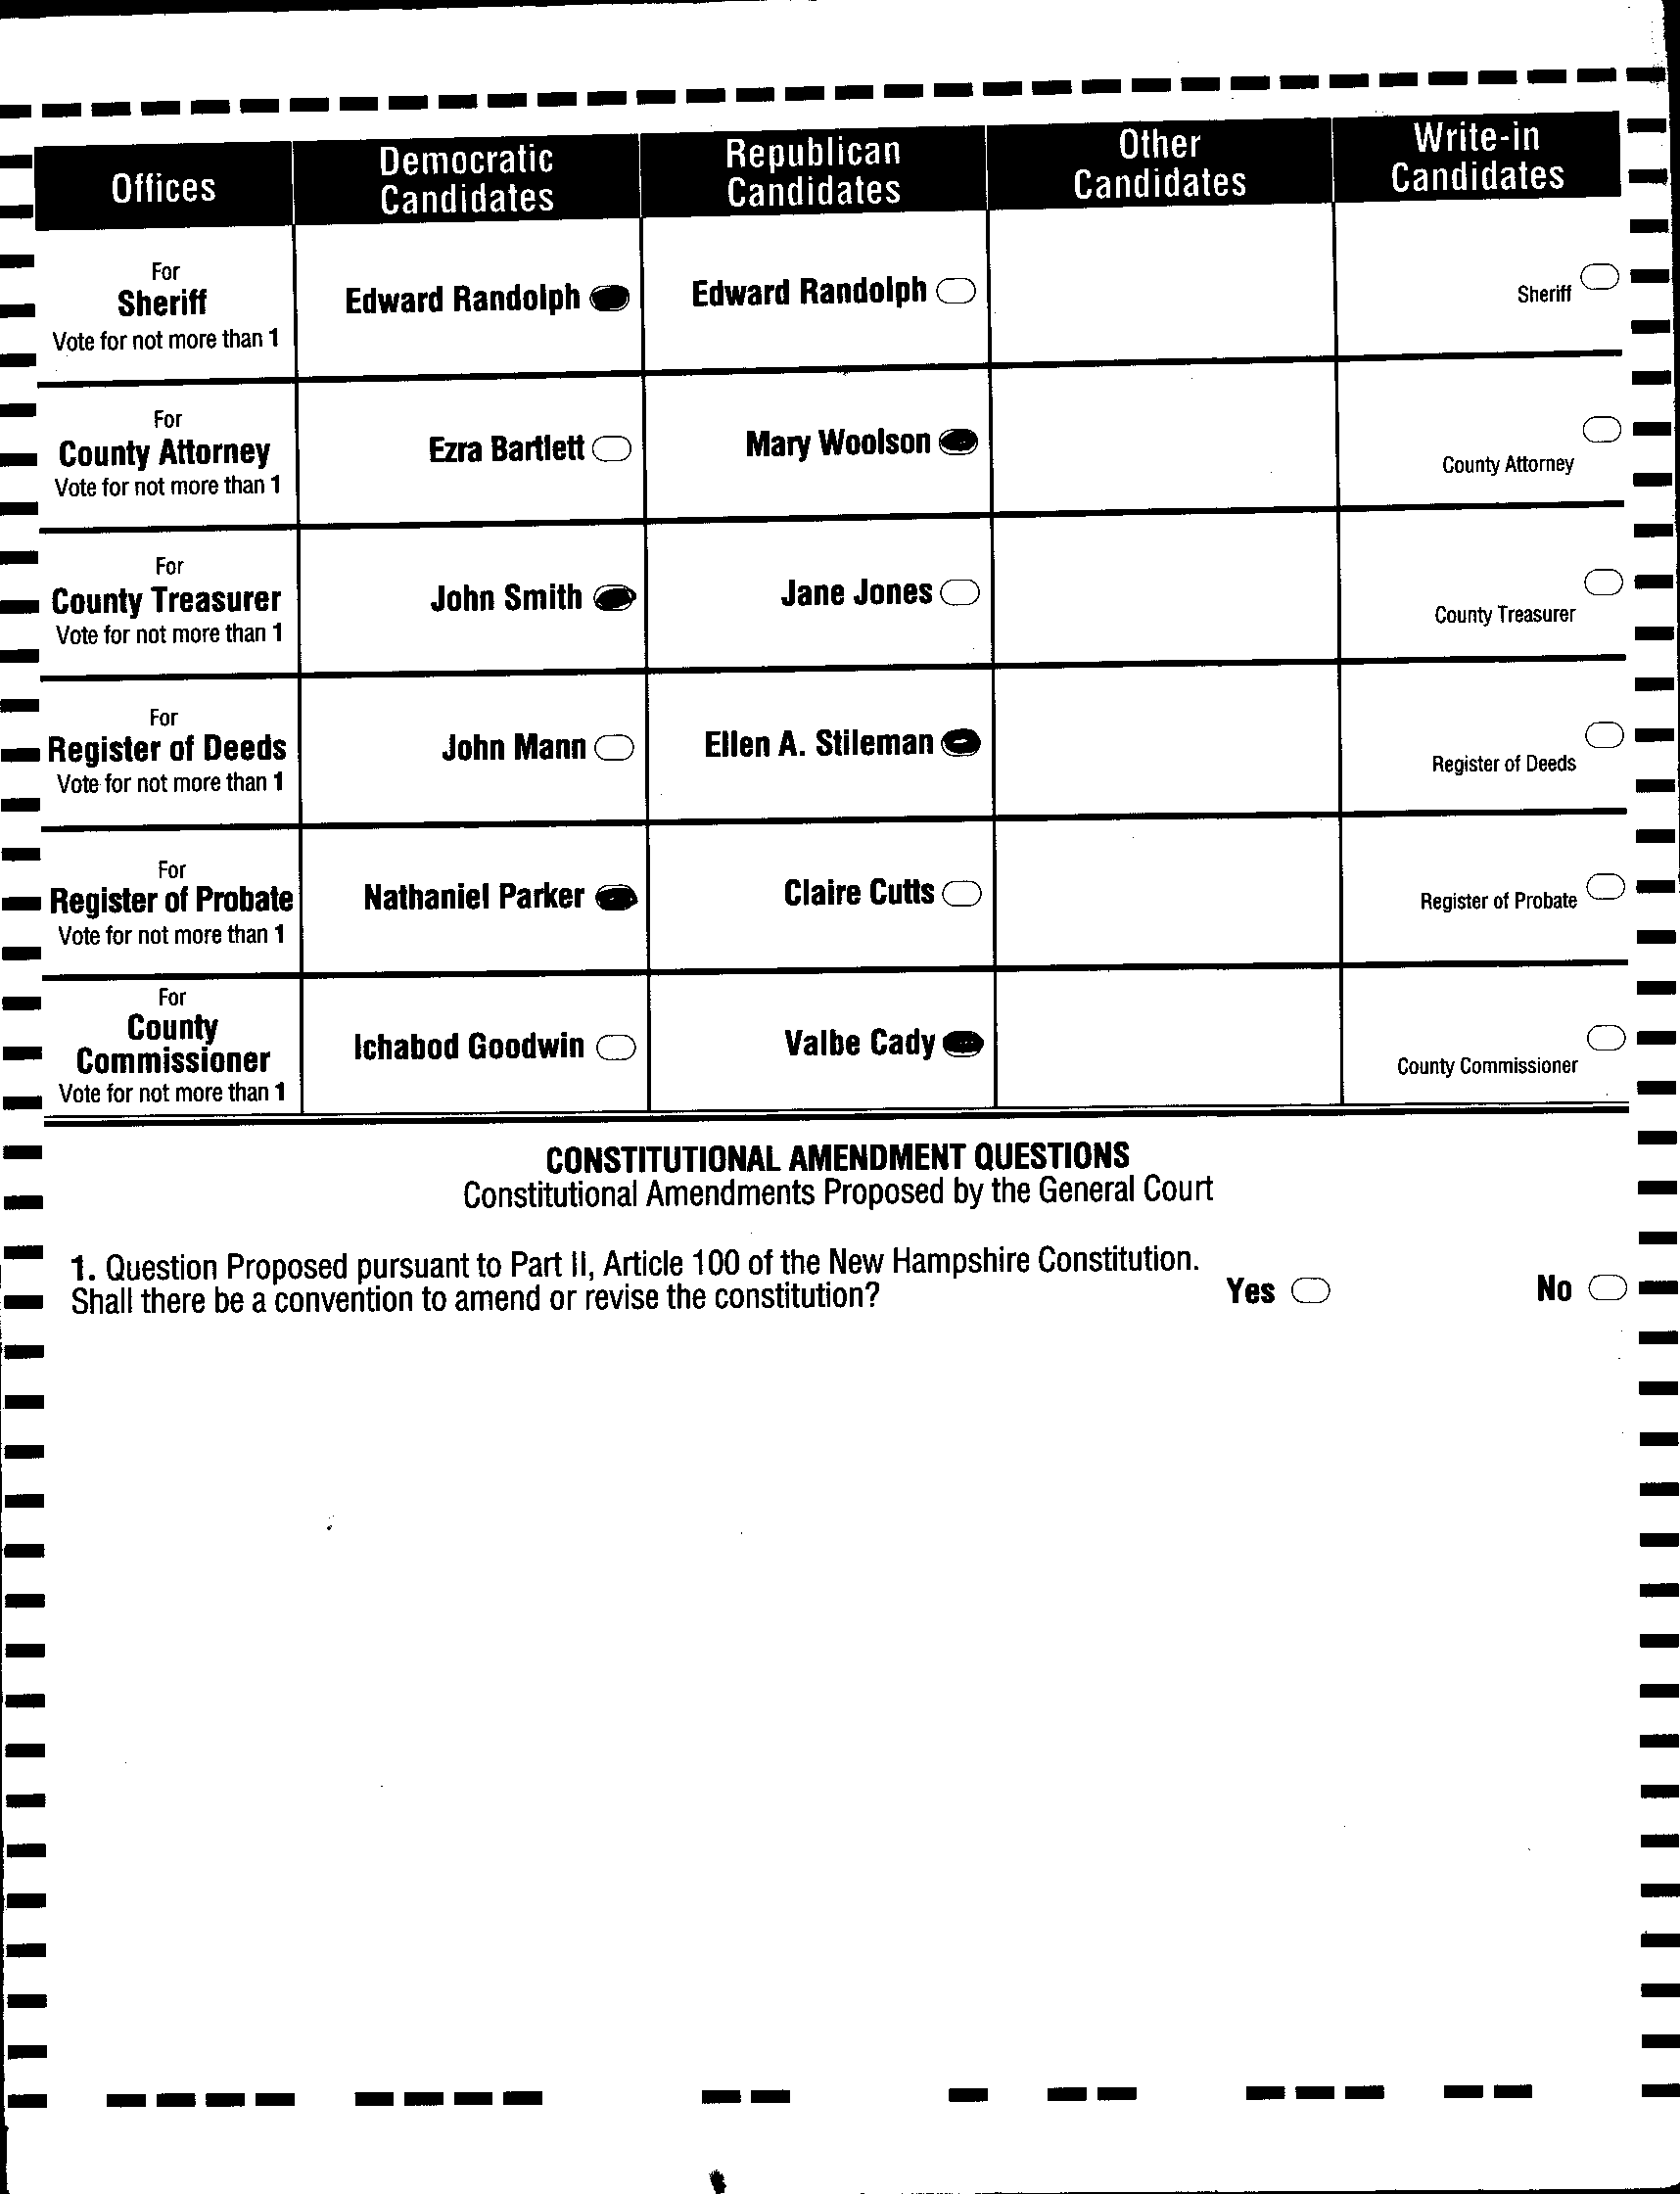 Offices
Democratic
Candidates
Republican
Candidates
Other
Candidates
Write-in
Candidates
For
Sheriff
Vote for not more than 1
Edward Randolph
Edward Randolph
Sheriff
For
County Attorney
Vote for not more than 1
Ezra Bartlett
Mary Woolson
County Attorney
For
County Treasurer
Vote for not more than 1
John Smith
Jane Jones
County Treasurer
For
Register of Deeds
Vote for not more than 1
John Mann
Ellen A. Stileman
Register of Deeds
For
Register of Probate
Vote for not more than 1
Nathaniel Parker
Claire Cutts
Register of Probate
For
County
Commissioner
Vote for not more than 1
Ichabod Goodwin
Valbe Cady
County Commissioner
CONSTITUTIONAL AMENDMENT QUESTIONS
Constitutional Amendments Proposed by the General Court
1. Question Proposed pursuant to Part II, Article 100 of the New Hampshire Constitution.
Shall there be a convention to amend or revise the constitution?
Yes
No